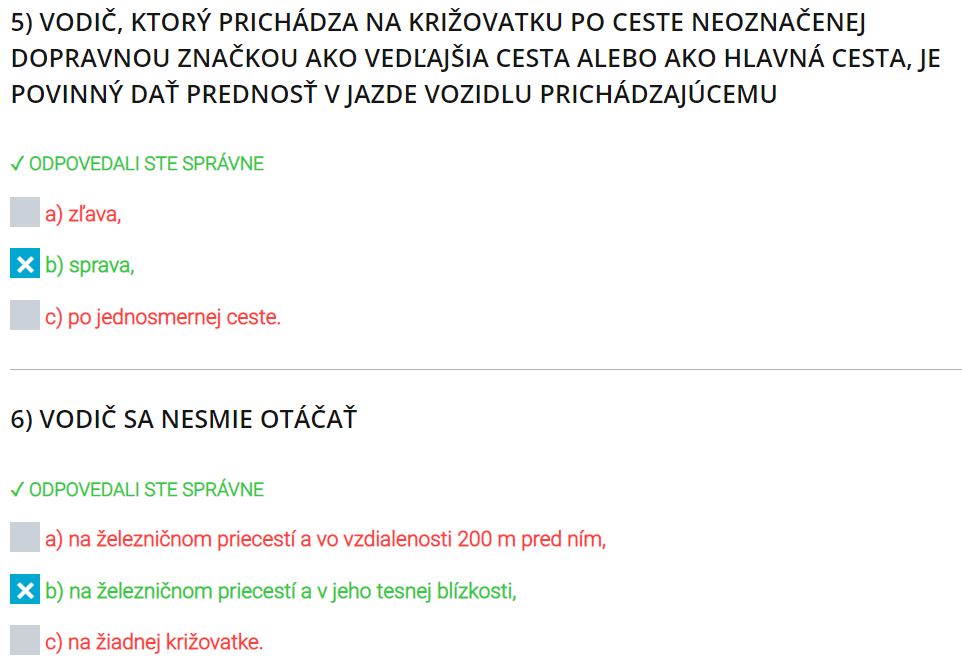 5) VODIČ, KTORÝ PRICHÁDZA NA KRIŽOVATKU PO CESTE NEOZNAČENEJ
DOPRAVNOU ZNAČKOU AKO VEDĽAJŠIA CESTA ALEBO AKO HLAVNÁ CESTA, JE
POVINNÝ DAŤ PREDNOSŤ V JAZDE VOZIDLU PRICHÁDZAJÚCEMU
✓ ODPOVEDALI STE SPRÁVNE
a) zľava,
b) sprava,
c) po jednosmernej ceste.
6) VODIČ SA NESMIE OTÁČAŤ
✓ ODPOVEDALI STE SPRÁVNE
a) na železničnom priecestí a vo vzdialenosti 200 m pred ním,
b) na železničnom priecestí a v jeho tesnej blízkosti,
c) na žiadnej križovatke.